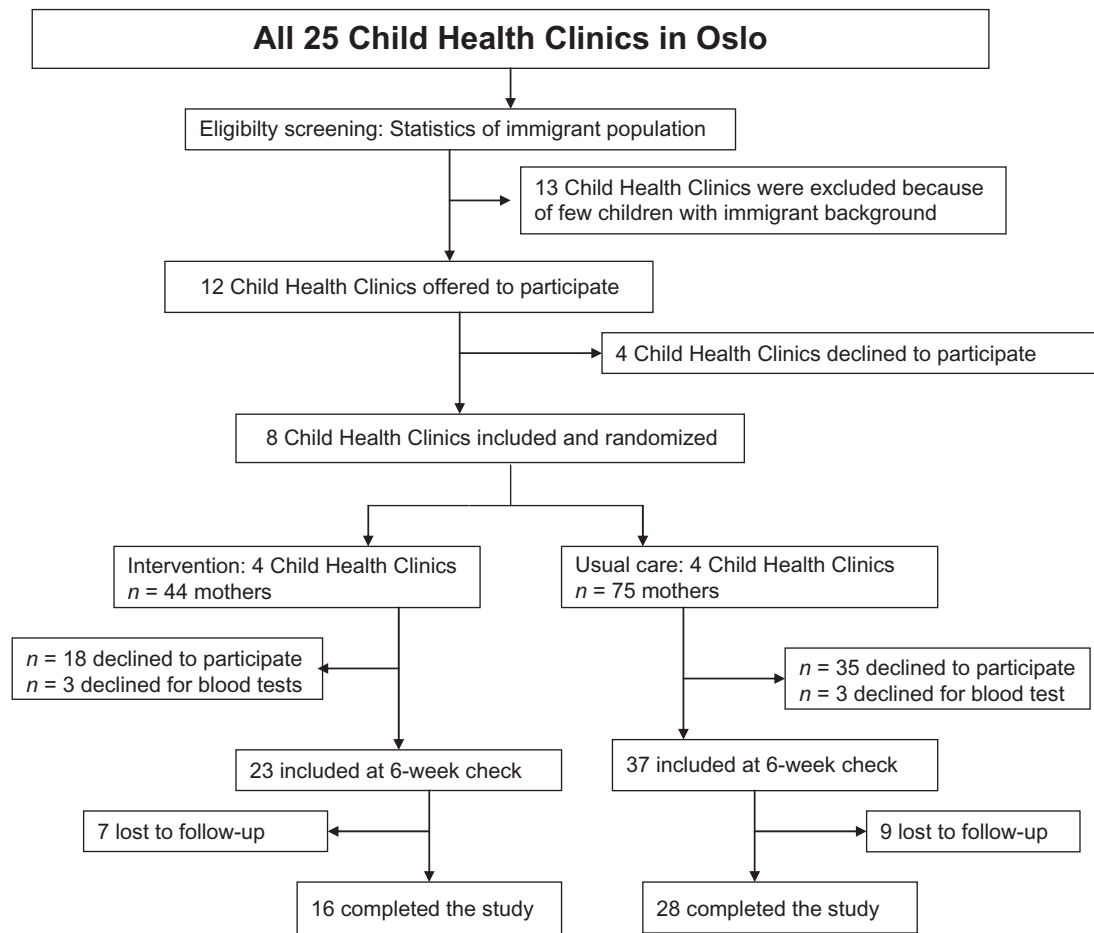 All 25 Child Health Clinics in Oslo
Eligibilty screening: Statistics of immigrant population
13 Child Health Clinics were excluded because
of few children with immigrant background
12 Child Health Clinics offered to participate
4 Child Health Clinics declined to participate
8 Child Health Clinics included and randomized
Intervention: 4 Child Health Clinics
n = 44 mothers
Usual care: 4 Child Health Clinics
n = 75 mothers
n = 18 declined to participate
n = 3 declined for blood tests
n = 35 declined to participate
n = 3 declined for blood test
23 included at 6-week check
37 included at 6-week check
7 lost to follow-up
9 lost to follow-up
16 completed the study
28 completed the study